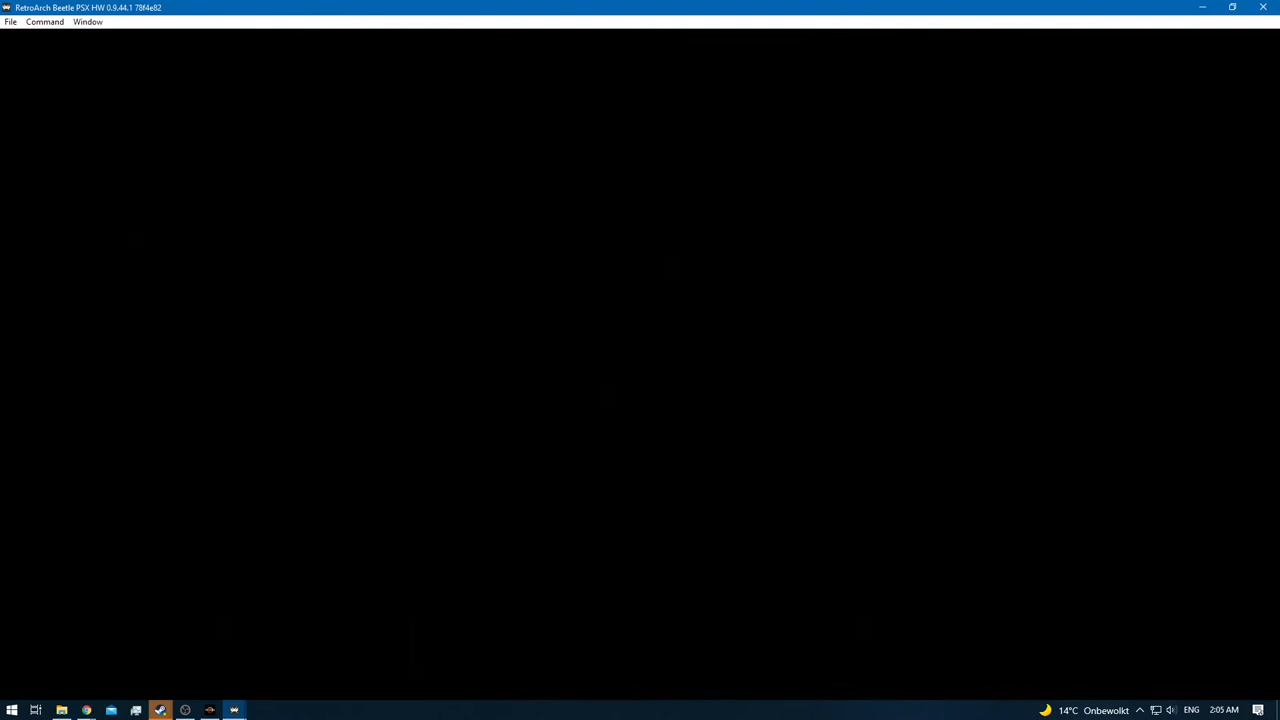 RetroArch Beetle PSX HW 0.9.44.1 78f4e82
File Command Window
14°C Onbewolkt ENG 2:05 AM